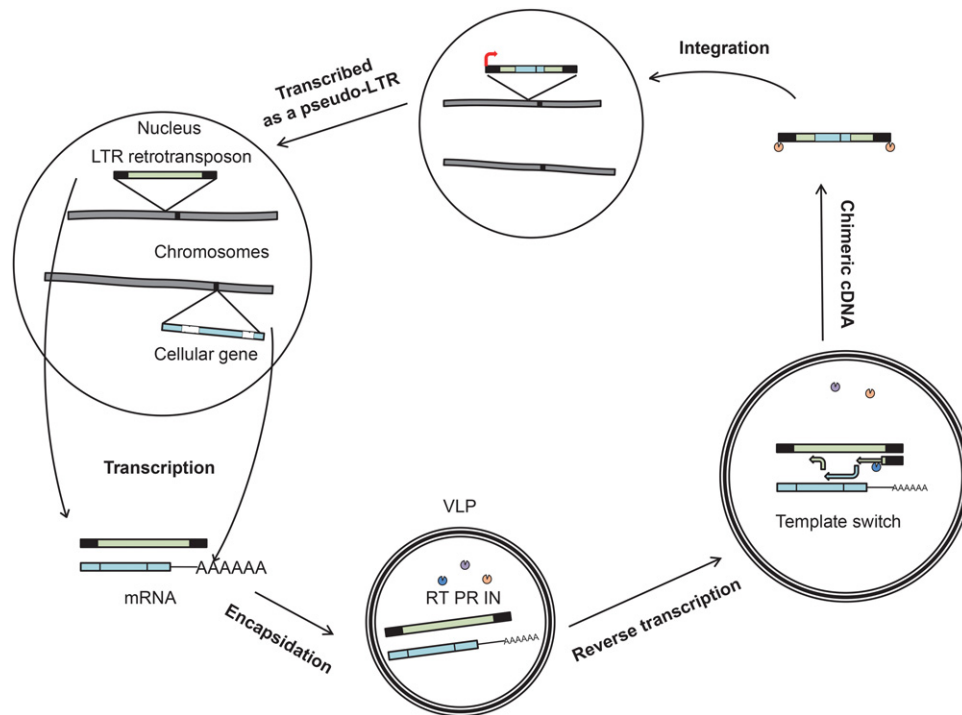 Integration
Transcribed
as a pseudo-LTR
Nucleus
LTR retrotransposon
Chromosomes
Cellular gene
Transcription
AAAAAA
mRNA
Encapsidation
VLP
RT PR IN
AAAAAA
Reverse transcription
Template switch
AAAAAA
Chimeric cDNA